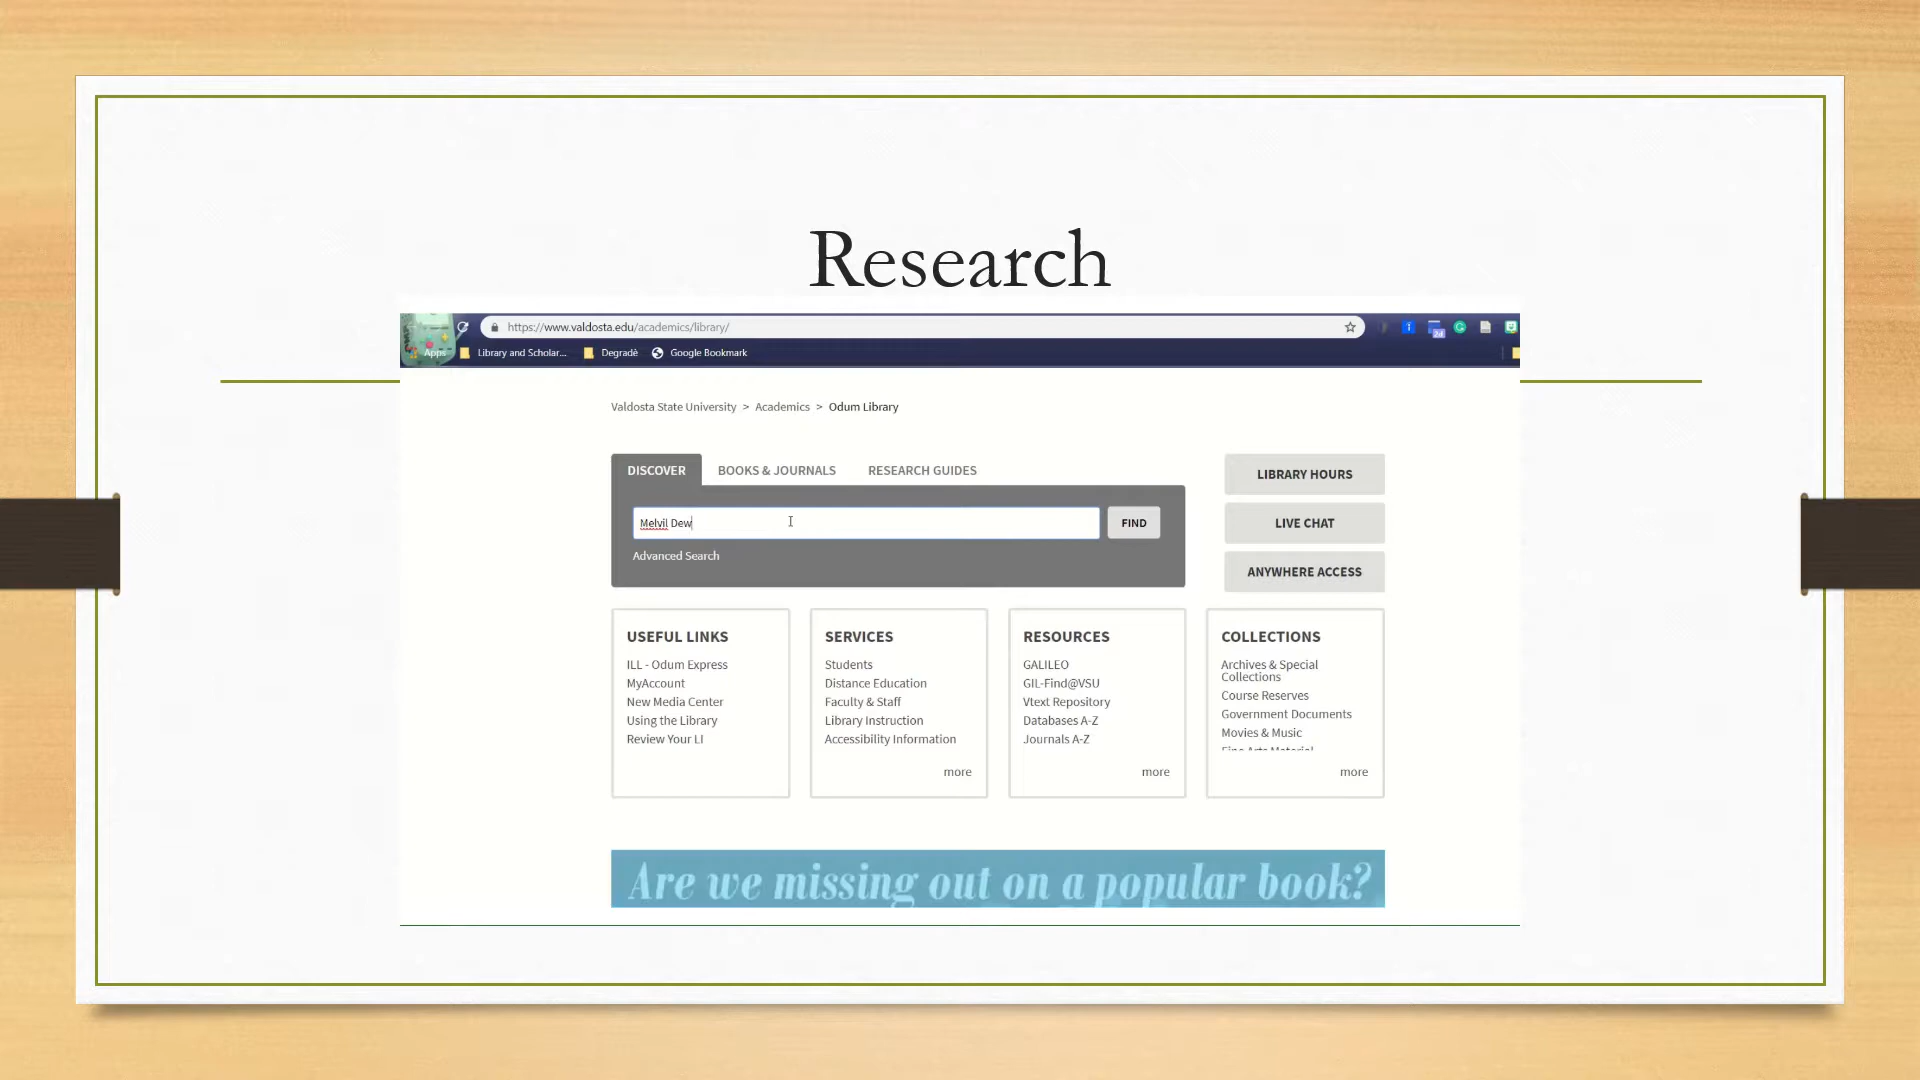 Research
https://www.valdosta.edu/academics/library/
Apps Library and Scholar... Degradè Google Bookmark
Valdosta State University > Academics > Odum Library
DISCOVER BOOKS & JOURNALS RESEARCH GUIDES
Melvil Dew FIND
Advanced Search
LIBRARY HOURS
LIVE CHAT
ANYWHERE ACCESS
USEFUL LINKS
ILL - Odum Express
MyAccount
New Media Center
Using the Library
Review Your LI
SERVICES
Students
Distance Education
Faculty & Staff
Library Instruction
Accessibility Information
more
RESOURCES
GALILEO
GIL-Find@VSU
Vtext Repository
Databases A-Z
Journals A-Z
more
COLLECTIONS
Archives & Special
Collections
Course Reserves
Government Documents
Movies & Music
Fine Arts Material
more
Are we missing out on a popular book?